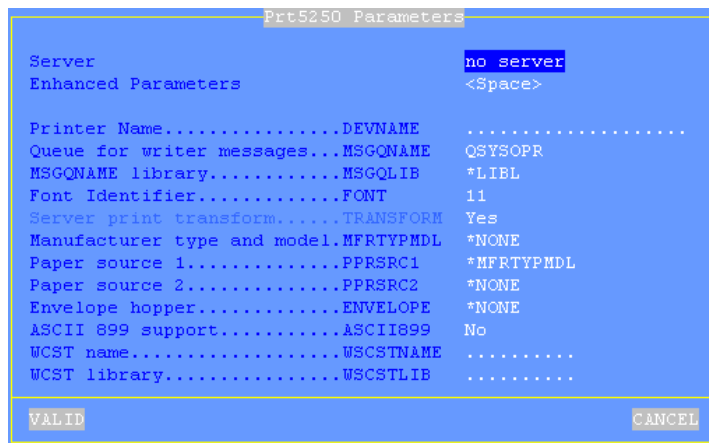 Prt5250 Parameters
Server no server
Enhanced Parameters <Space>
Printer Name................DEVNAME ....................
Queue for writer messages...MSGQNAME QSYSOPR
MSGQNAME library............MSGQLIB *LIBL
Font Identifier.............FONT 11
Server print transform......TRANSFORM Yes
Manufacturer type and model.MFRTYPMDL *NONE
Paper source 1..............PPRSRC1 *MFRTYPMDL
Paper source 2..............PPRSRC2 *NONE
Envelope hopper.............ENVELOPE *NONE
ASCII 899 support...........ASCII899 No
WCST name...................WSCSTNAME ..........
WCST library................WSCSTLIB ..........
VALID CANCEL